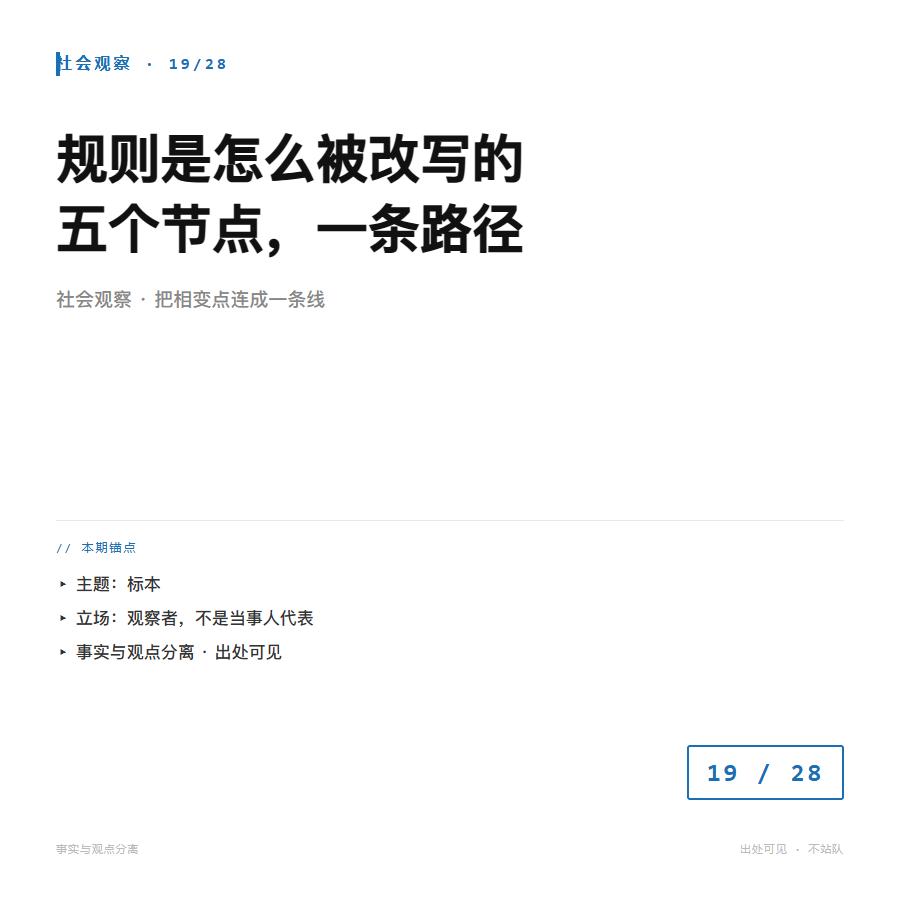 社会观察 · 19/28
规则是怎么被改写的
五个节点，一条路径
社会观察 · 把相变点连成一条线
// 本期锚点
▸ 主题：标本
▸ 立场：观察者，不是当事人代表
▸ 事实与观点分离 · 出处可见
19 / 28
事实与观点分离
出处可见 · 不站队